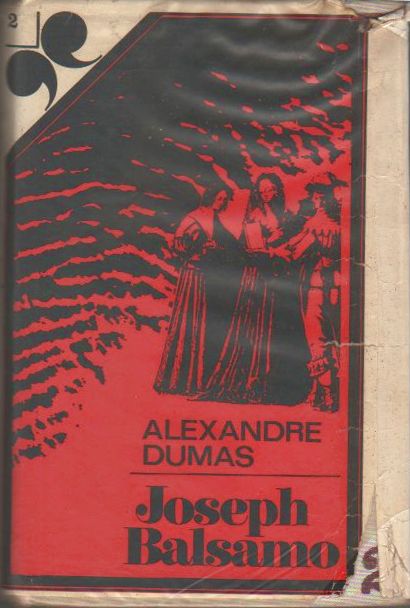 2
ALEXANDRE
DUMAS
Joseph
Balsamo